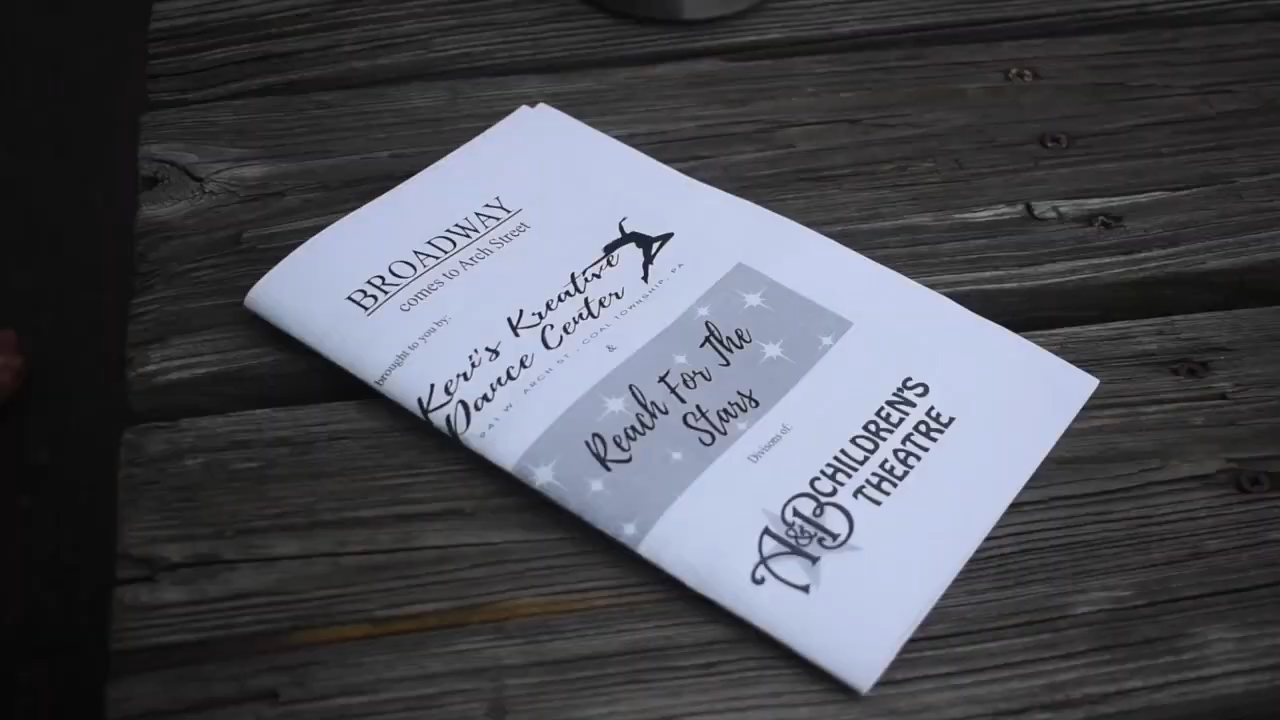 BROADWAY
comes to Arch Street
brought to you by:
Keri's Kreative
Dance Center
941 W. ARCH ST. COAL TOWNSHIP, PA
&
Reach For The
Stars
Divisions of:
A&B CHILDREN'S
THEATRE